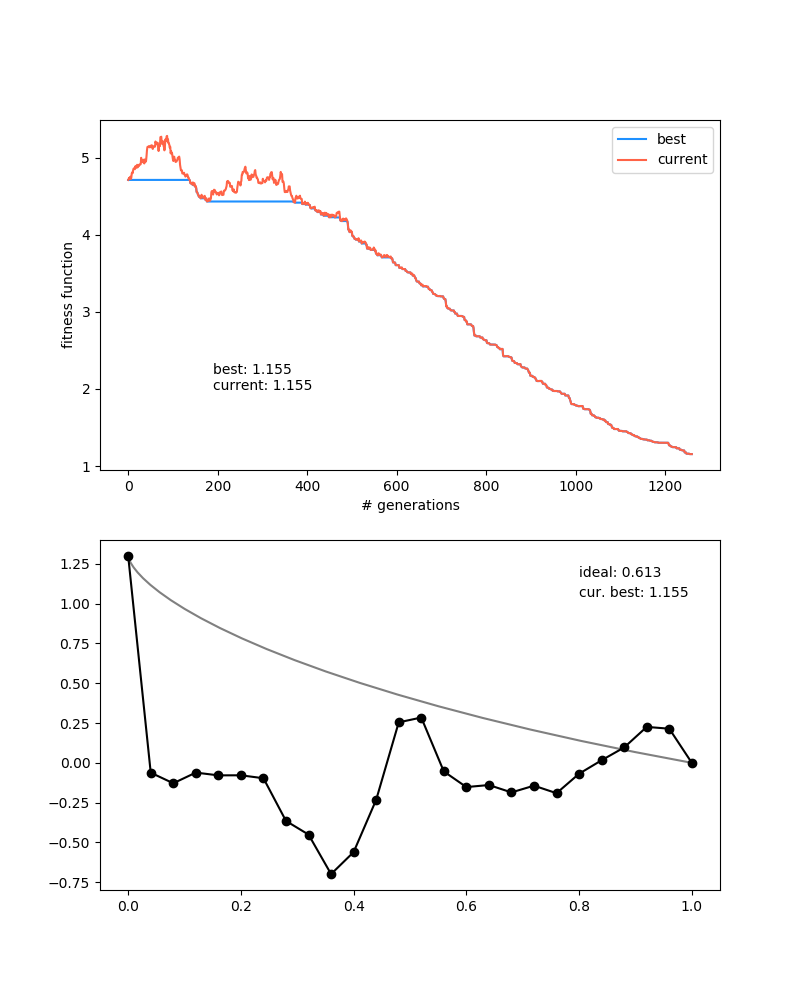 best
current
5
4
3
2
1
fitness function
best: 1.155
current: 1.155
0 200 400 600 800 1000 1200
# generations
ideal: 0.613
cur. best: 1.155
1.25
1.00
0.75
0.50
0.25
0.00
−0.25
−0.50
−0.75
0.0 0.2 0.4 0.6 0.8 1.0